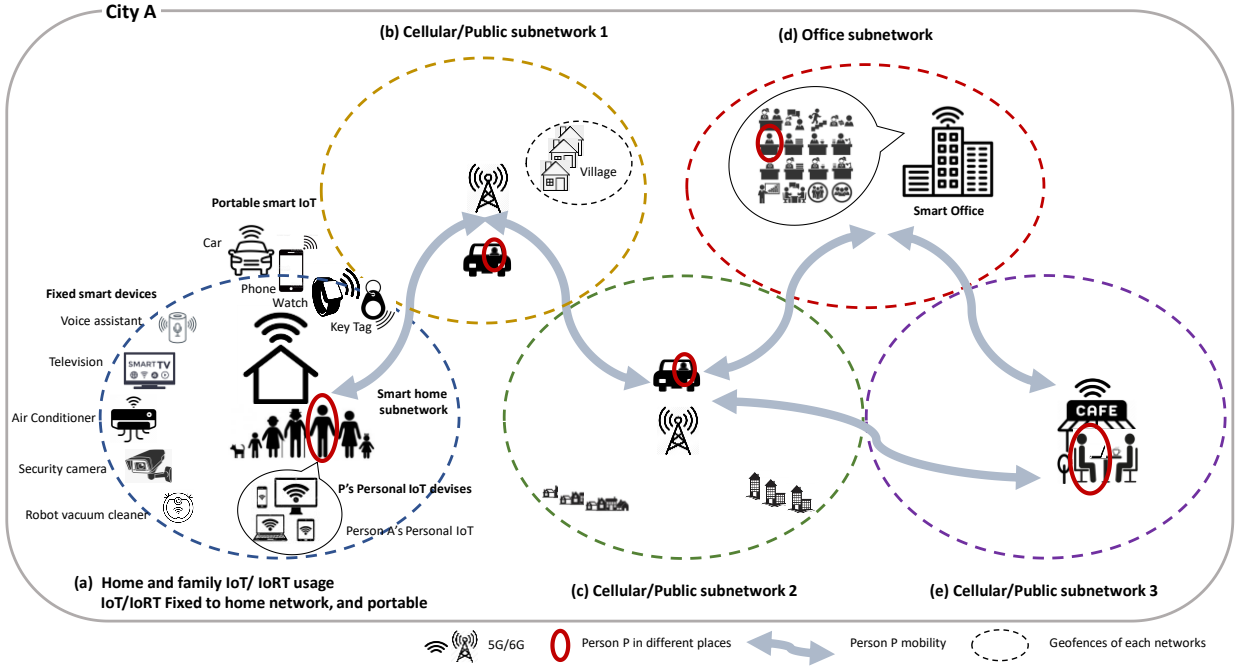 City A
(b) Cellular/Public subnetwork 1
(d) Office subnetwork
Village
Smart Office
Portable smart IoT
Car
Phone
Watch
Key Tag
Fixed smart devices
Voice assistant
Television
SMART TV
Air Conditioner
Security camera
Robot vacuum cleaner
Smart home
subnetwork
P's Personal IoT devises
Person A's Personal IoT
CAFE
(a) Home and family IoT/ IoRT usage
IoT/IoRT Fixed to home network, and portable
(c) Cellular/Public subnetwork 2
(e) Cellular/Public subnetwork 3
5G/6G
Person P in different places
Person P mobility
Geofences of each networks